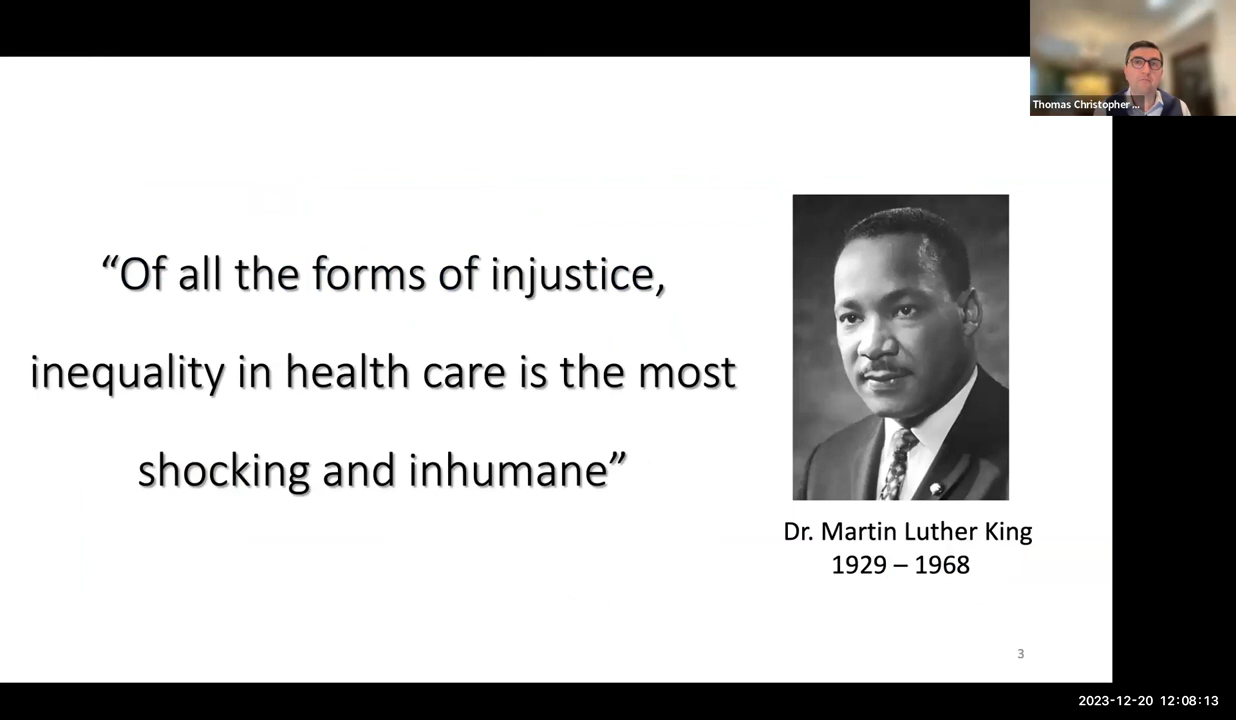 Thomas Christopher ...
“Of all the forms of injustice,
inequality in health care is the most
shocking and inhumane”
Dr. Martin Luther King
1929 – 1968
3
2023-12-20 12:08:13